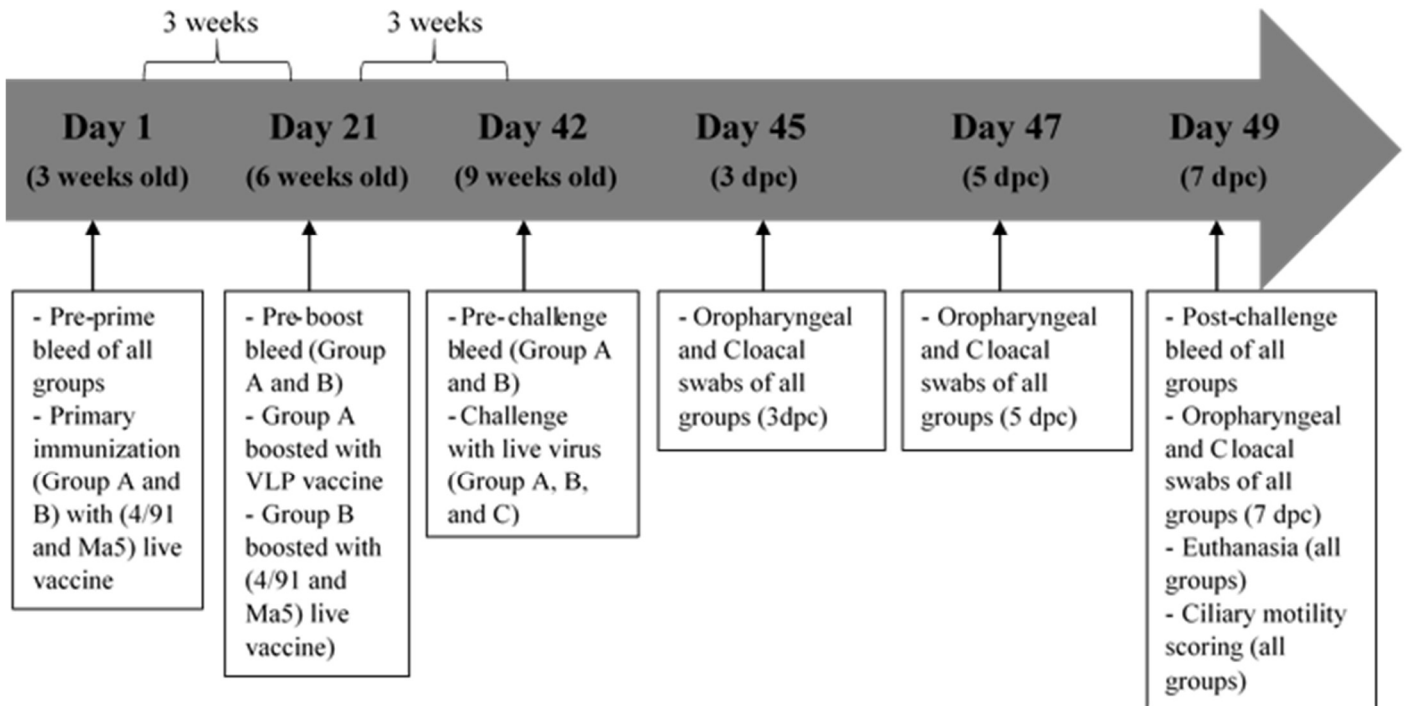 3 weeks
3 weeks
Day 1
(3 weeks old)
Day 21
(6 weeks old)
Day 42
(9 weeks old)
Day 45
(3 dpc)
Day 47
(5 dpc)
Day 49
(7 dpc)
- Pre-prime
bleed of all
groups
- Primary
immunization
(Group A and
B) with (4/91
and Ma5) live
vaccine
- Pre-boost
bleed (Group
A and B)
- Group A
boosted with
VLP vaccine
- Group B
boosted with
(4/91 and
Ma5) live
vaccine)
- Pre-challenge
bleed (Group A
and B)
- Challenge
with live virus
(Group A, B,
and C)
- Oropharyngeal
and Cloacal
swabs of all
groups (3dpc)
- Oropharyngeal
and Cloacal
swabs of all
groups (5 dpc)
- Post-challenge
bleed of all
groups
- Oropharyngeal
and Cloacal
swabs of all
groups (7 dpc)
- Euthanasia (all
groups)
- Ciliary motility
scoring (all
groups)